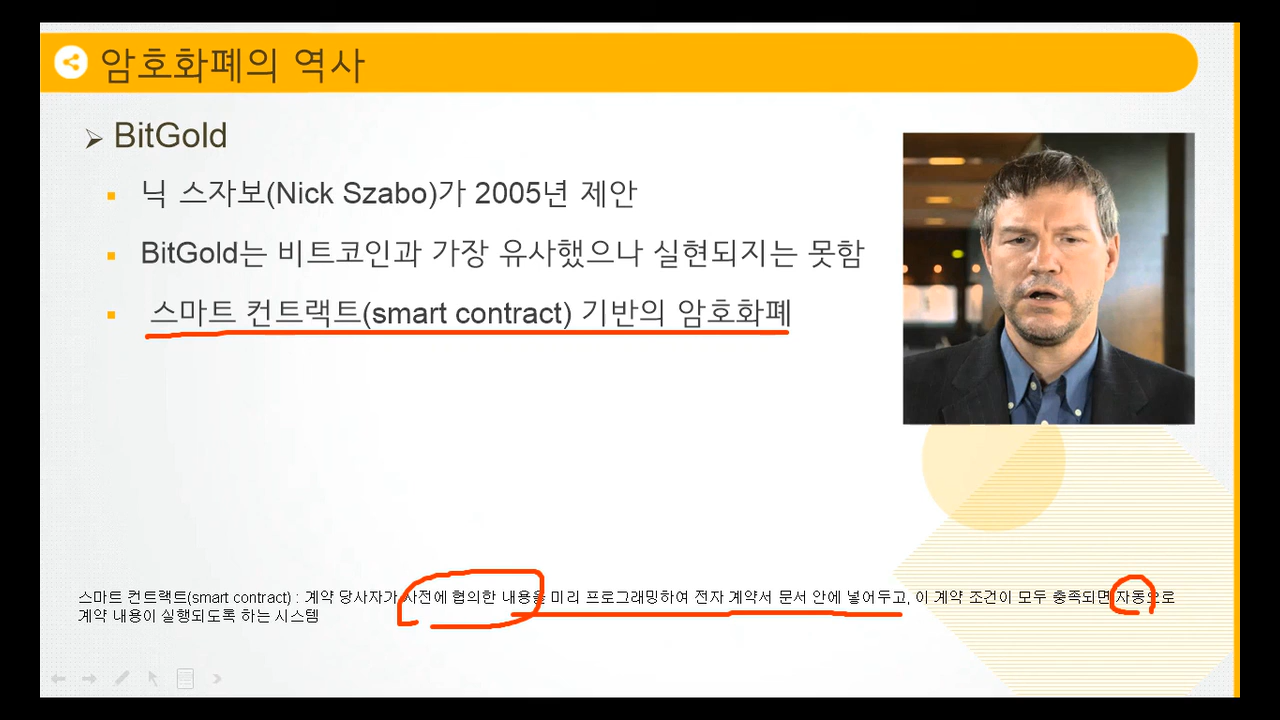 암호화폐의 역사
BitGold
닉 스자보(Nick Szabo)가 2005년 제안
BitGold는 비트코인과 가장 유사했으나 실현되지는 못함
스마트 컨트랙트(smart contract) 기반의 암호화폐
스마트 컨트랙트(smart contract) : 계약 당사자가 사전에 협의한 내용을 미리 프로그래밍하여 전자 계약서 문서 안에 넣어두고, 이 계약 조건이 모두 충족되면 자동으로
계약 내용이 실행되도록 하는 시스템